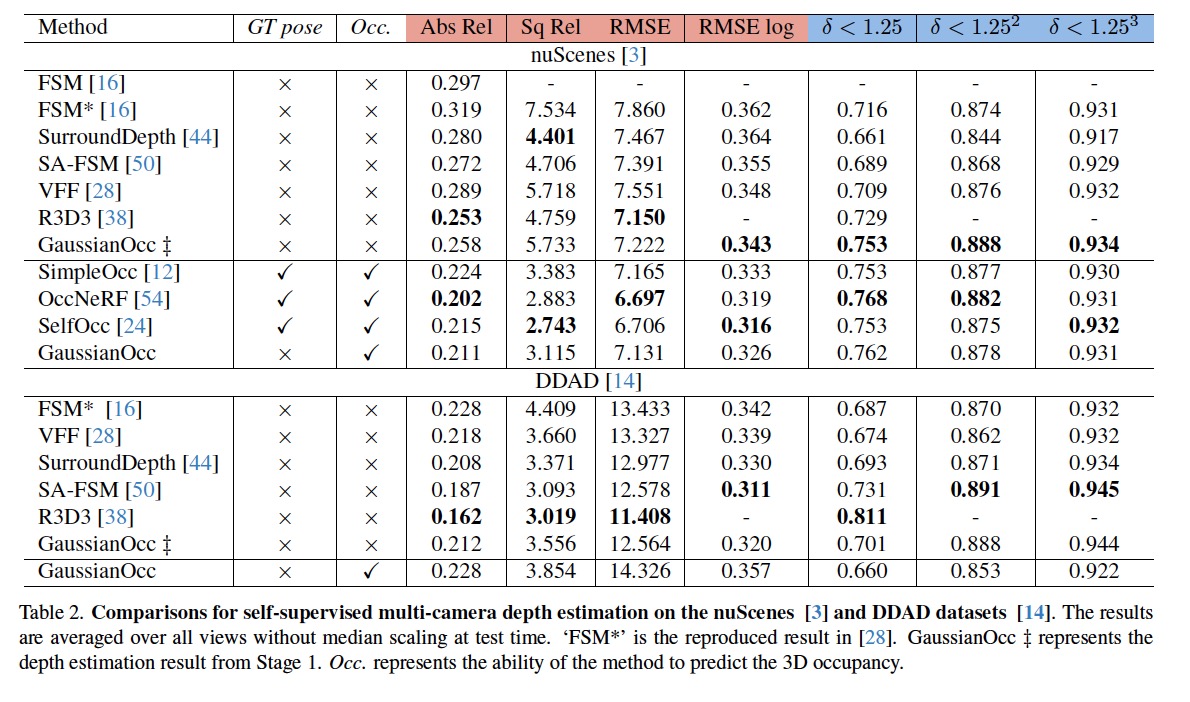 Method GT pose Occ. Abs Rel Sq Rel RMSE RMSE log δ < 1.25 δ < 1.25² δ < 1.25³
nuScenes [3]
FSM [16] × × 0.297 - - - - - -
FSM* [16] × × 0.319 7.534 7.860 0.362 0.716 0.874 0.931
SurroundDepth [44] × × 0.280 4.401 7.467 0.364 0.661 0.844 0.917
SA-FSM [50] × × 0.272 4.706 7.391 0.355 0.689 0.868 0.929
VFF [28] × × 0.289 5.718 7.551 0.348 0.709 0.876 0.932
R3D3 [38] × × 0.253 4.759 7.150 - 0.729 - -
GaussianOcc ‡ × × 0.258 5.733 7.222 0.343 0.753 0.888 0.934
SimpleOcc [12] ✓ ✓ 0.224 3.383 7.165 0.333 0.753 0.877 0.930
OccNeRF [54] ✓ ✓ 0.202 2.883 6.697 0.319 0.768 0.882 0.931
SelfOcc [24] ✓ ✓ 0.215 2.743 6.706 0.316 0.753 0.875 0.932
GaussianOcc × ✓ 0.211 3.115 7.131 0.326 0.762 0.878 0.931
DDAD [14]
FSM* [16] × × 0.228 4.409 13.433 0.342 0.687 0.870 0.932
VFF [28] × × 0.218 3.660 13.327 0.339 0.674 0.862 0.932
SurroundDepth [44] × × 0.208 3.371 12.977 0.330 0.693 0.871 0.934
SA-FSM [50] × × 0.187 3.093 12.578 0.311 0.731 0.891 0.945
R3D3 [38] × × 0.162 3.019 11.408 - 0.811 - -
GaussianOcc ‡ × × 0.212 3.556 12.564 0.320 0.701 0.888 0.944
GaussianOcc × ✓ 0.228 3.854 14.326 0.357 0.660 0.853 0.922
Table 2. Comparisons for self-supervised multi-camera depth estimation on the nuScenes [3] and DDAD datasets [14]. The results
are averaged over all views without median scaling at test time. ‘FSM*’ is the reproduced result in [28]. GaussianOcc ‡ represents the
depth estimation result from Stage 1. Occ. represents the ability of the method to predict the 3D occupancy.